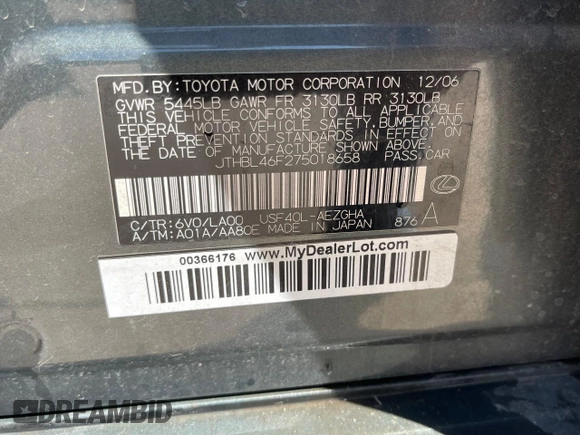 MFD.BY:TOYOTA MOTOR CORPORATION 12/06
GVWR 5445LB GAWR FR 3130LB RR 3130LB
THIS VEHICLE CONFORMS TO ALL APPLICABLE
FEDERAL MOTOR VEHICLE SAFETY,BUMPER,AND
THEFT PREVENTION STANDARDS IN EFFECT ON
THE DATE OF MANUFACTURE SHOWN ABOVE.
JTHBL46F275018658 PASS.CAR
C/TR:6V0/LA00 USF40L-AEZGHA
A/TM:A01A/AA80E MADE IN JAPAN 876 A
00366176 www.MyDealerLot.com
DREAMBID